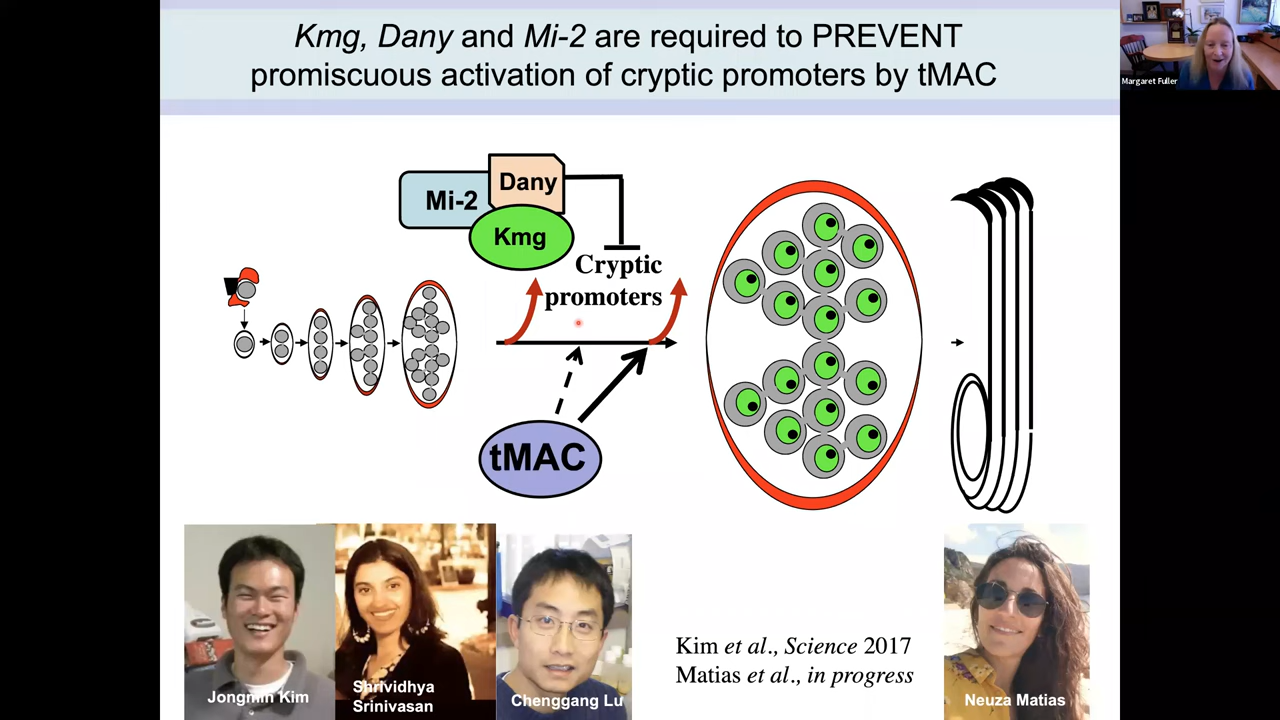 Kmg, Dany and Mi-2 are required to PREVENT
promiscuous activation of cryptic promoters by tMAC
Margaret Fuller
Dany
Mi-2
Kmg
Cryptic
promoters
tMAC
Jongmin Kim
Shrividhya
Srinivasan
Chenggang Lu
Kim et al., Science 2017
Matias et al., in progress
Neuza Matias